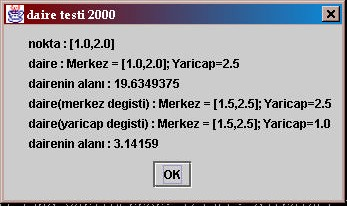 daire testi 2000
nokta : [1.0,2.0]
daire : Merkez = [1.0,2.0]; Yaricap=2.5
dairenin alanı : 19.6349375
daire(merkez degisti) : Merkez = [1.5,2.5]; Yaricap=2.5
daire(yaricap degisti) : Merkez = [1.5,2.5]; Yaricap=1.0
dairenin alanı : 3.14159
OK